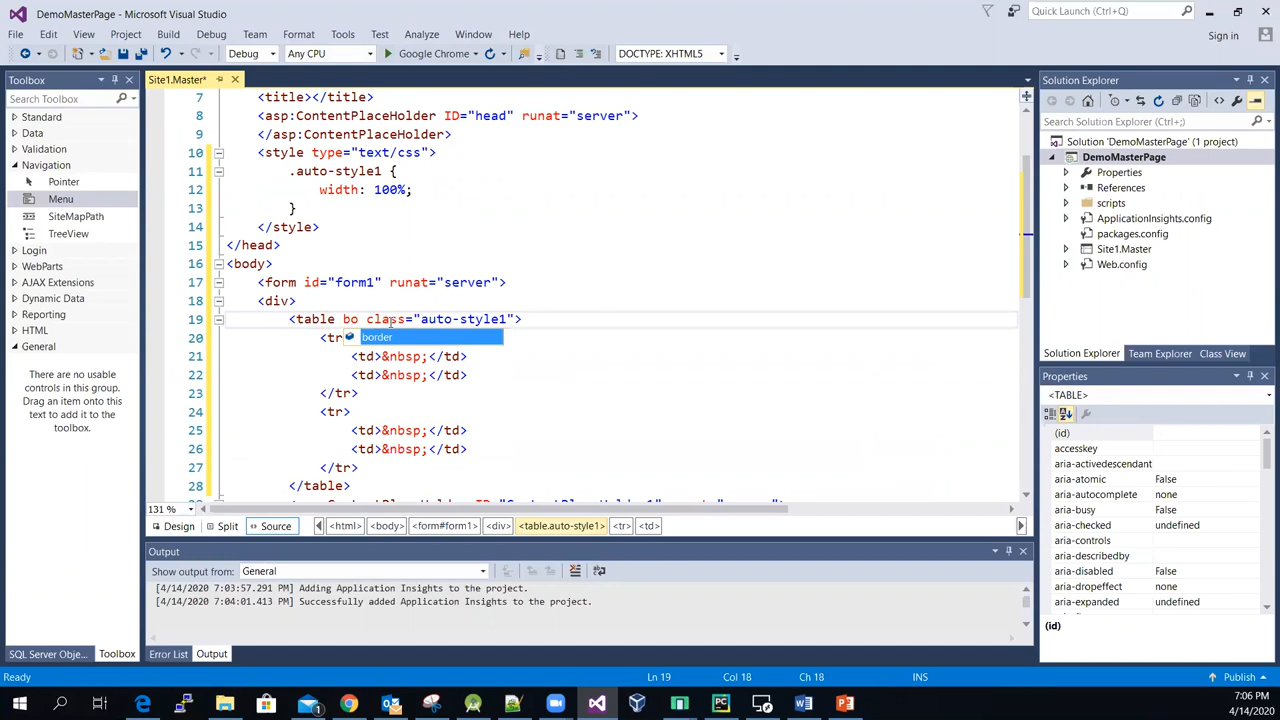 DemoMasterPage - Microsoft Visual Studio
Quick Launch (Ctrl+Q)
File Edit View Project Build Debug Team Format Tools Test Analyze Window Help
Sign in
Debug Any CPU Google Chrome DOCTYPE: XHTML5
Toolbox
Search Toolbox
Standard
Data
Validation
Navigation
Pointer
Menu
SiteMapPath
TreeView
Login
WebParts
AJAX Extensions
Dynamic Data
Reporting
HTML
General
There are no usable
controls in this group.
Drag an item onto this
text to add it to the
toolbox.
SQL Server Obje... Toolbox
Site1.Master*
7 <title></title>
8 <asp:ContentPlaceHolder ID="head" runat="server">
9 </asp:ContentPlaceHolder>
10 <style type="text/css">
11 .auto-style1 {
12 width: 100%;
13 }
14 </style>
15 </head>
16 <body>
17 <form id="form1" runat="server">
18 <div>
19 <table bo class="auto-style1">
20 <tr
border
21 <td>&nbsp;</td>
22 <td>&nbsp;</td>
23 </tr>
24 <tr>
25 <td>&nbsp;</td>
26 <td>&nbsp;</td>
27 </tr>
28 </table>
131 %
Design Split Source <html> <body> <form#form1> <div> <table.auto-style1> <tr> <td>
Output
Show output from: General
[4/14/2020 7:03:57.291 PM] Adding Application Insights to the project.
[4/14/2020 7:04:01.413 PM] Successfully added Application Insights to the project.
Error List Output
Solution Explorer
Search Solution Explorer (Ctrl+;)
Solution 'DemoMasterPage' (1 project)
DemoMasterPage
Properties
References
scripts
ApplicationInsights.config
packages.config
Site1.Master
Web.config
Solution Explorer Team Explorer Class View
Properties
<TABLE>
(id)
accesskey
aria-activedescendant
aria-atomic False
aria-autocomplete none
aria-busy False
aria-checked undefined
aria-controls
aria-describedby
aria-disabled False
aria-dropeffect none
aria-expanded undefined
(id)
Ready Ln 19 Col 18 Ch 18 INS Publish
7:06 PM
4/14/2020